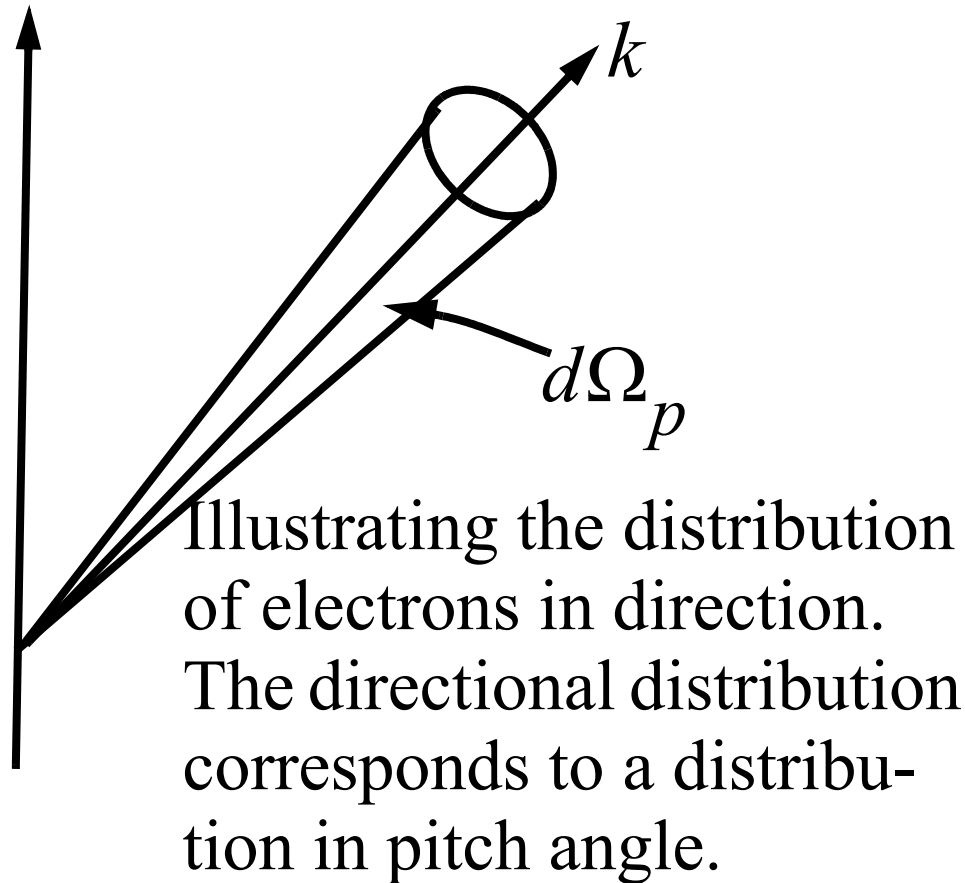 k
dΩp
Illustrating the distribution
of electrons in direction.
The directional distribution
corresponds to a distribu-
tion in pitch angle.